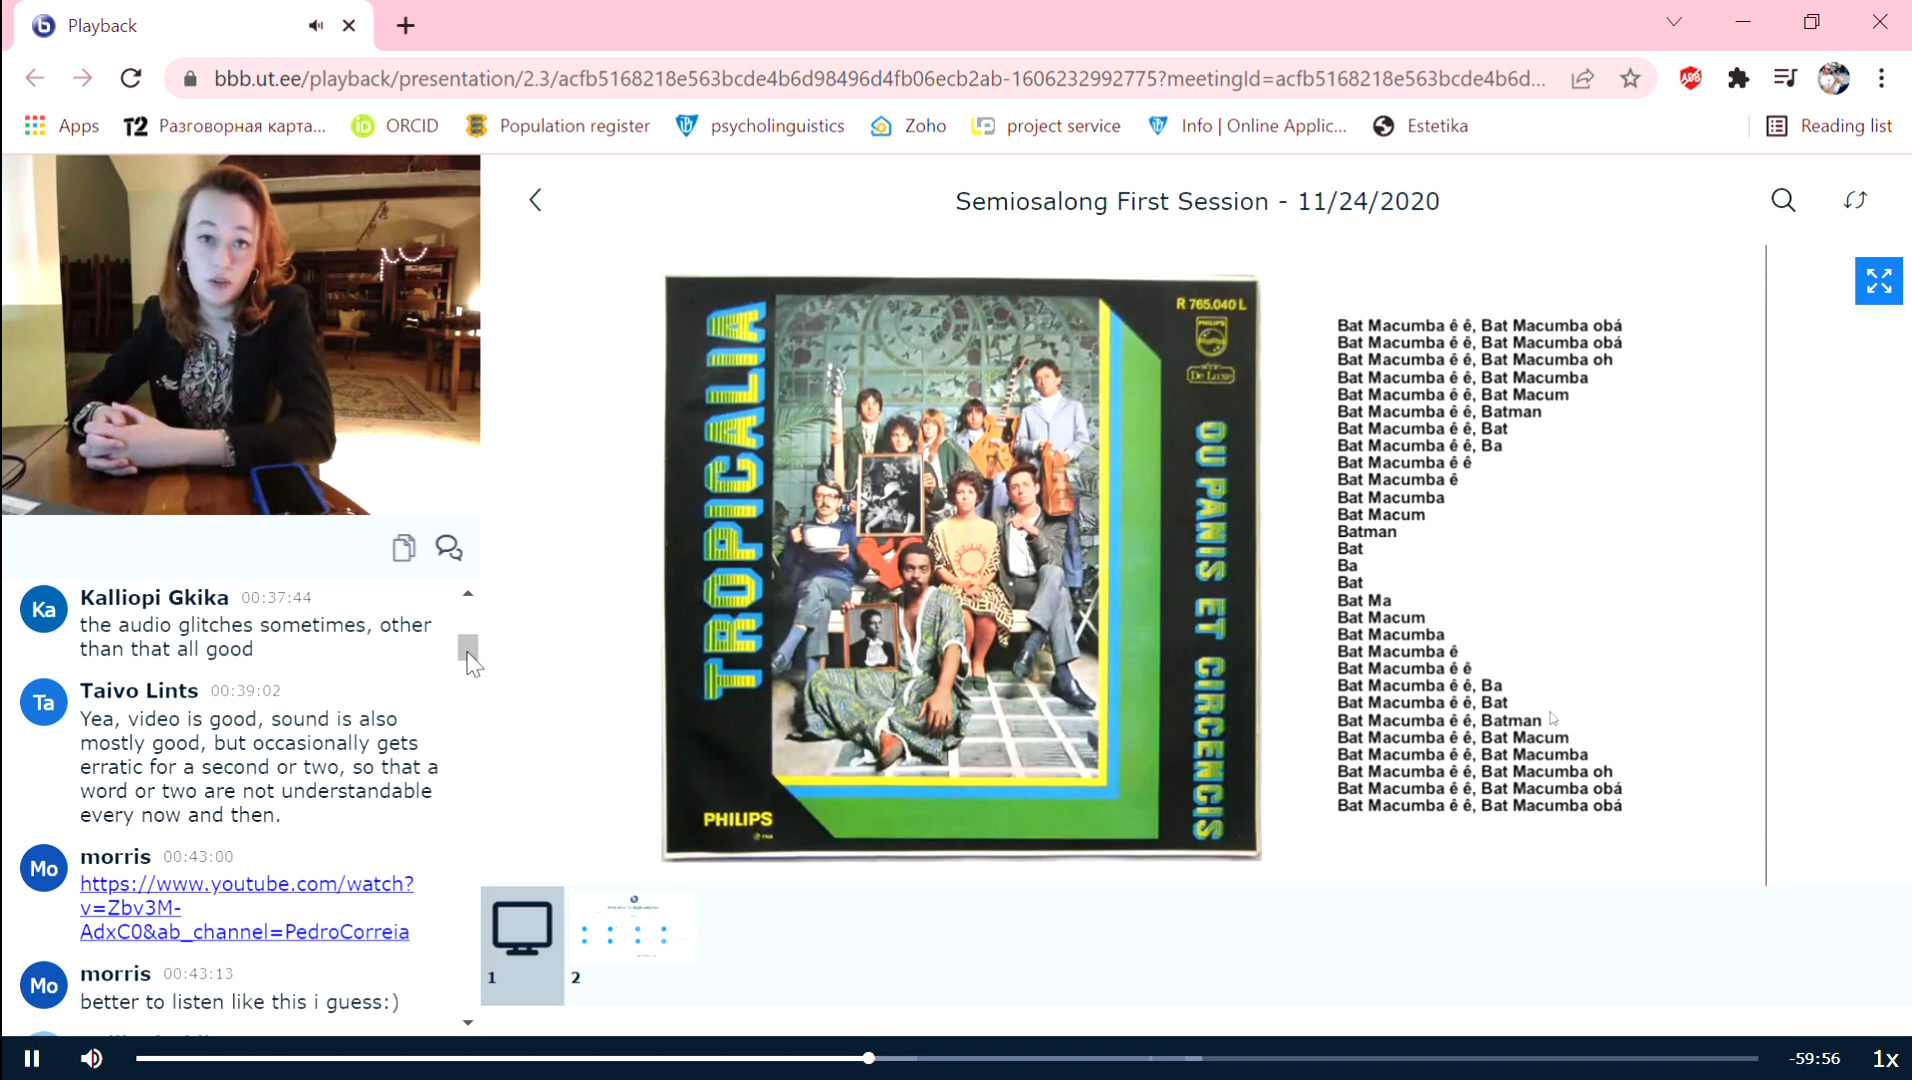 Playback
bbb.ut.ee/playback/presentation/2.3/acfb5168218e563bcde4b6d98496d4fb06ecb2ab-1606232992775?meetingId=acfb5168218e563bcde4b6d...
Apps
T2 Разговорная карта...
iD ORCID
Population register
psycholinguistics
Zoho
project service
Info | Online Applic...
Estetika
Reading list
Semiosalong First Session - 11/24/2020
Ka
Kalliopi Gkika 00:37:44
the audio glitches sometimes, other
than that all good
Ta
Taivo Lints 00:39:02
Yea, video is good, sound is also
mostly good, but occasionally gets
erratic for a second or two, so that a
word or two are not understandable
every now and then.
Mo
morris 00:43:00
https://www.youtube.com/watch?
v=Zbv3M-
AdxC0&ab_channel=PedroCorreia
Mo
morris 00:43:13
better to listen like this i guess:)
TROPICALIA
R 765.040 L
PHILIPS
série
De Luxe
OU PANIS ET CIRCENCIS
PHILIPS
Bat Macumba ê ê, Bat Macumba obá
Bat Macumba ê ê, Bat Macumba obá
Bat Macumba ê ê, Bat Macumba oh
Bat Macumba ê ê, Bat Macumba
Bat Macumba ê ê, Bat Macum
Bat Macumba ê ê, Batman
Bat Macumba ê ê, Bat
Bat Macumba ê ê, Ba
Bat Macumba ê ê
Bat Macumba ê
Bat Macumba
Bat Macum
Batman
Bat
Ba
Bat
Bat Ma
Bat Macum
Bat Macumba
Bat Macumba ê
Bat Macumba ê ê
Bat Macumba ê ê, Ba
Bat Macumba ê ê, Bat
Bat Macumba ê ê, Batman
Bat Macumba ê ê, Bat Macum
Bat Macumba ê ê, Bat Macumba
Bat Macumba ê ê, Bat Macumba oh
Bat Macumba ê ê, Bat Macumba obá
Bat Macumba ê ê, Bat Macumba obá
1
2
-59:56
1x